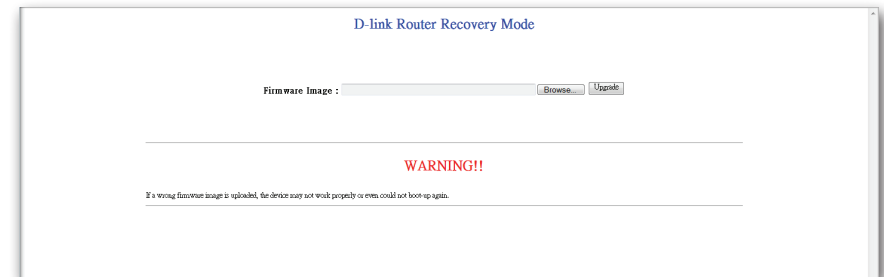 D-link Router Recovery Mode
Firmware Image : Browse... Upgrade
WARNING!!
If a wrong firmware image is uploaded, the device may not work properly or even could not boot-up again.